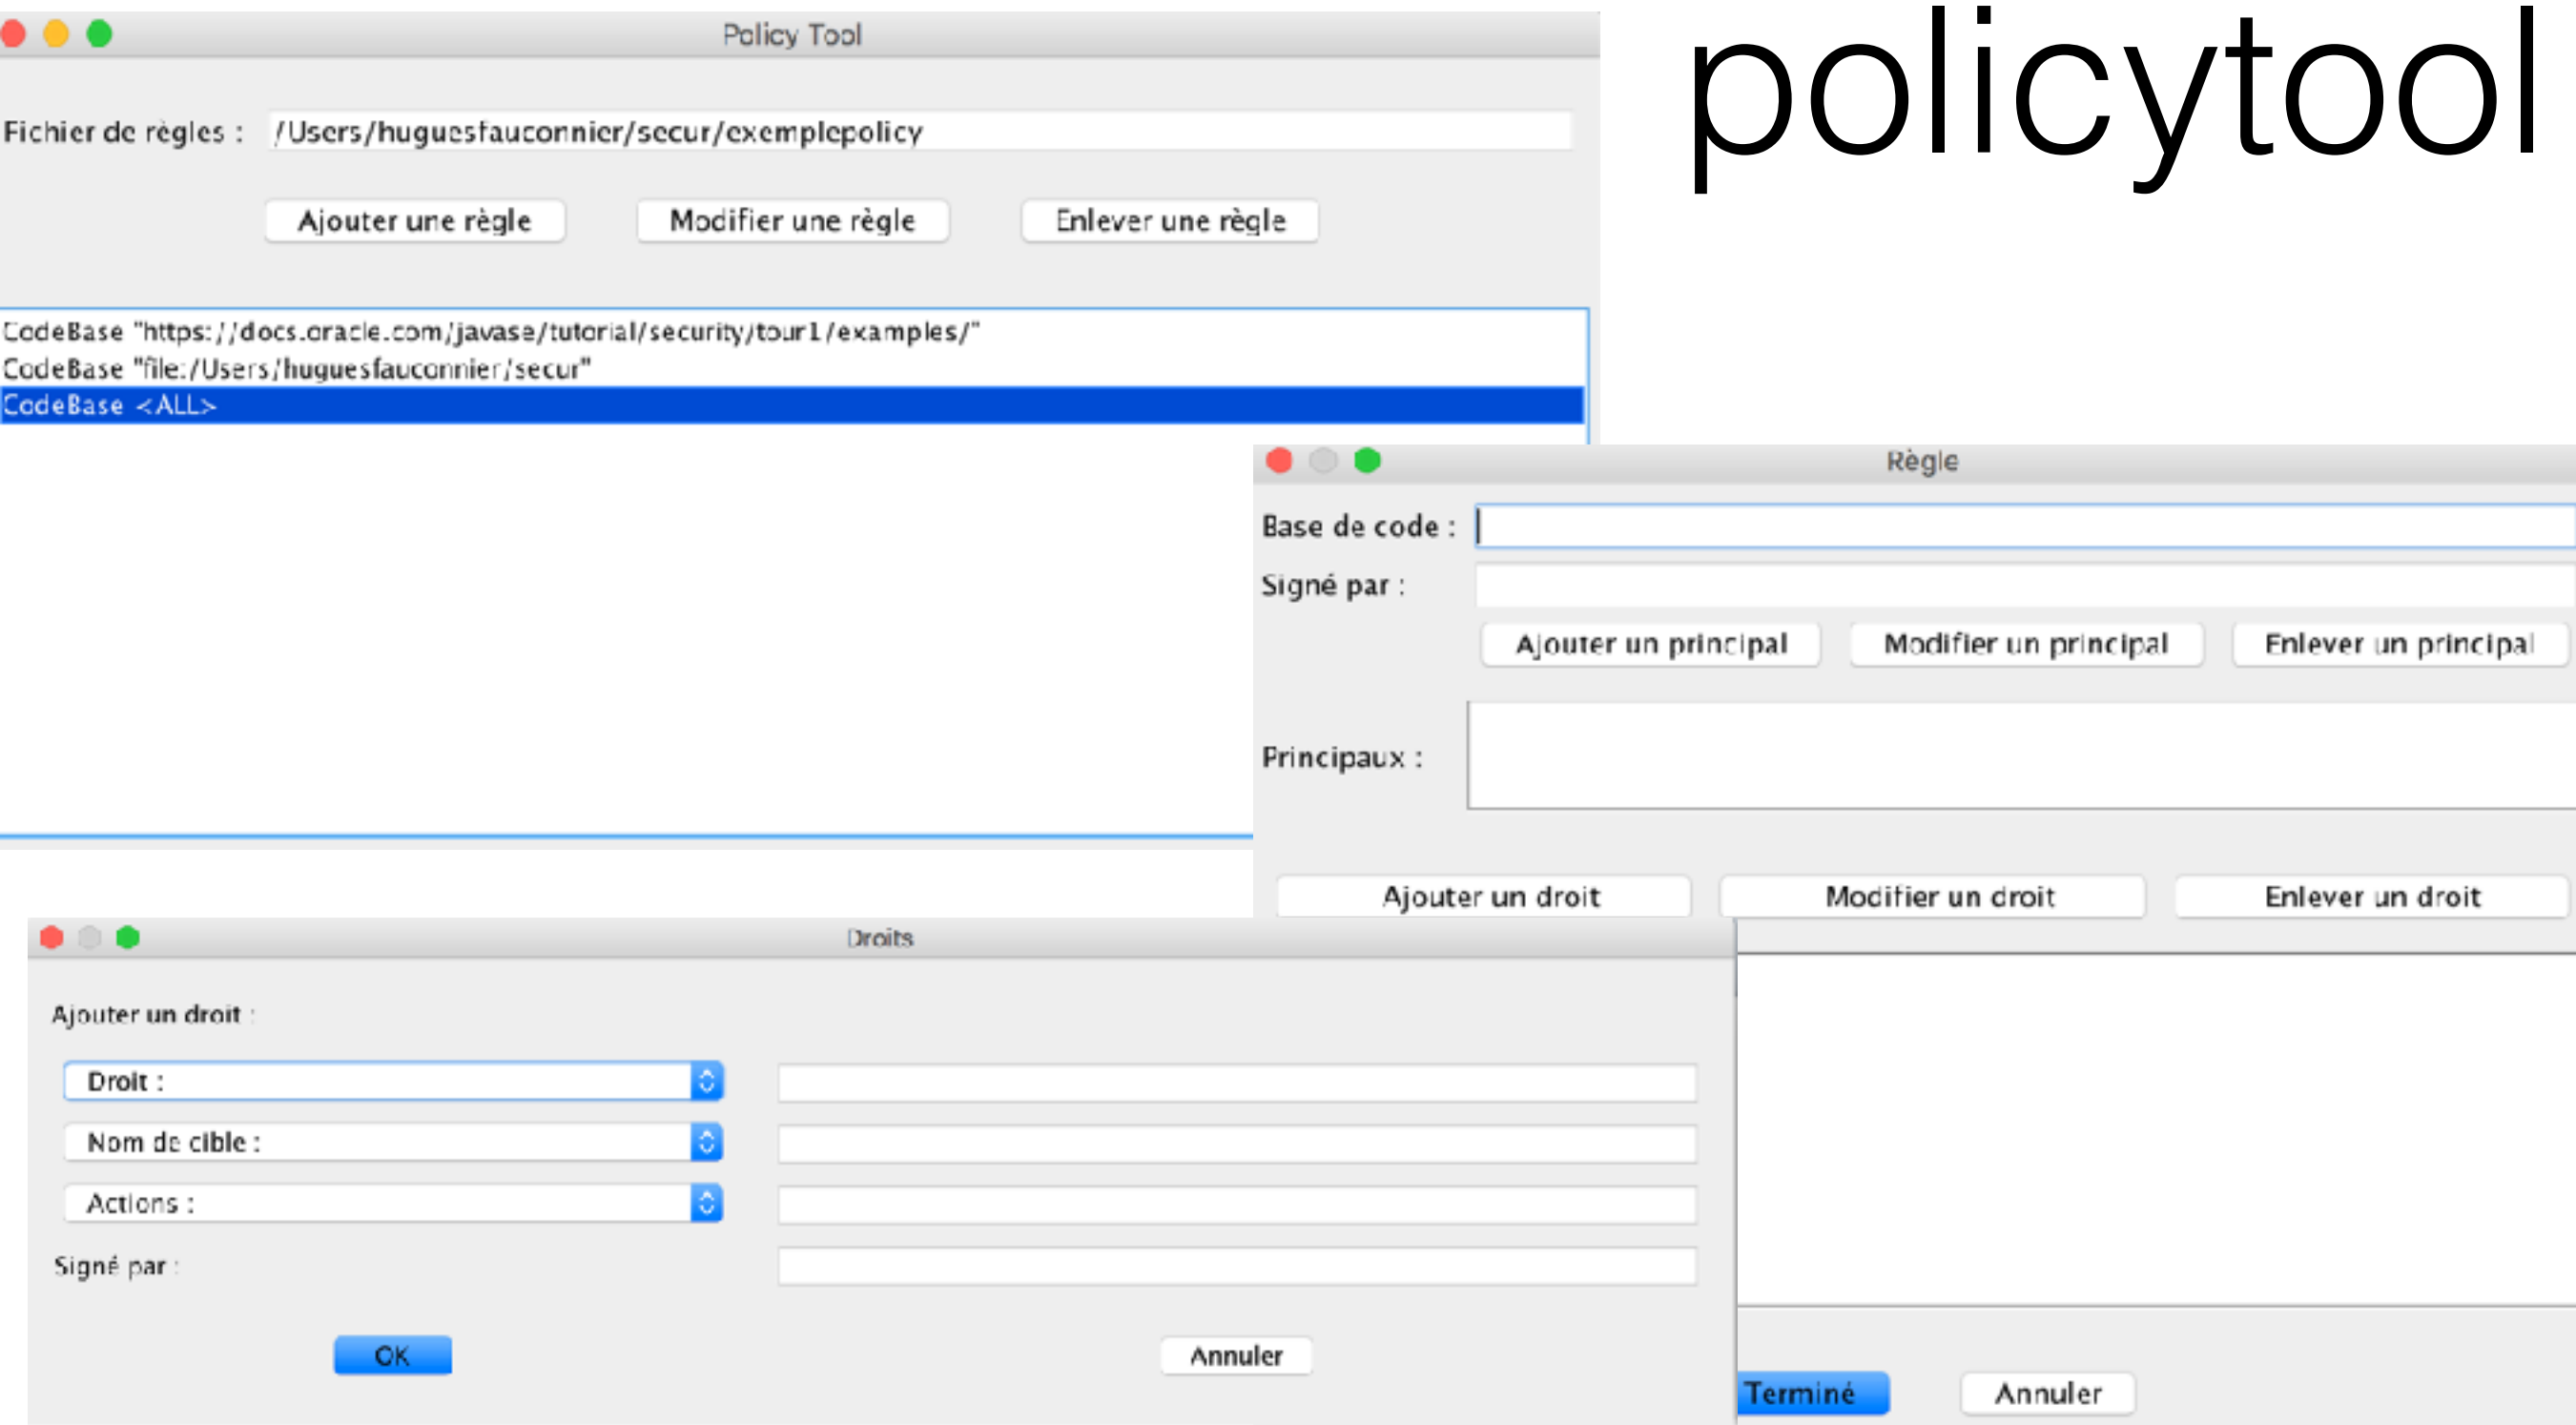 policytool
Policy Tool
Fichier de règles : /Users/huguesfauconnier/secur/exemplepolicy
Ajouter une règle Modifier une règle Enlever une règle
CodeBase "https://docs.oracle.com/javase/tutorial/security/tour1/examples/"
CodeBase "file:/Users/huguesfauconnier/secur"
CodeBase <ALL>
Règle
Base de code :
Signé par :
Ajouter un principal Modifier un principal Enlever un principal
Principaux :
Ajouter un droit Modifier un droit Enlever un droit
Droits
Ajouter un droit :
Droit :
Nom de cible :
Actions :
Signé par :
OK Annuler
Terminé Annuler